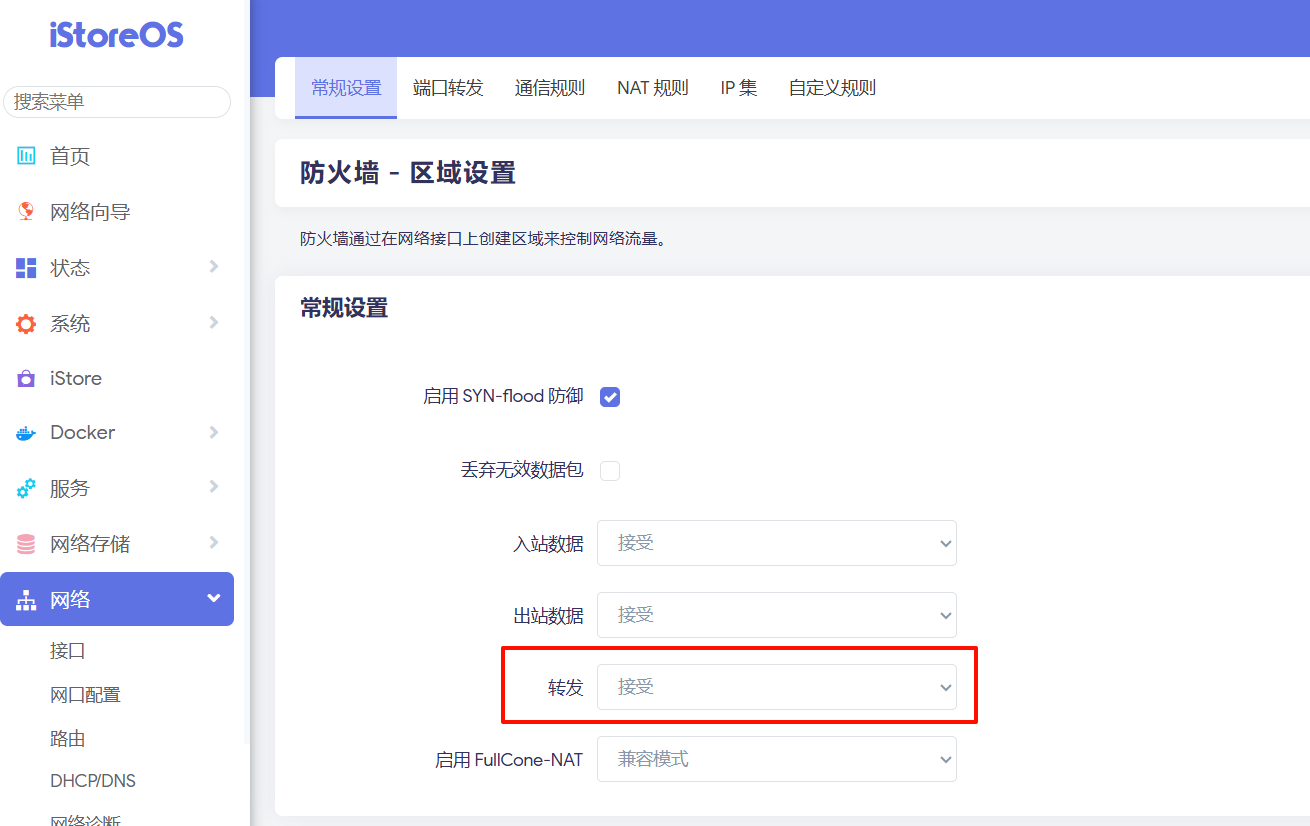 iStoreOS
搜索菜单
首页
网络向导
状态
系统
iStore
Docker
服务
网络存储
网络
接口
网口配置
路由
DHCP/DNS
网络诊断
常规设置 端口转发 通信规则 NAT 规则 IP 集 自定义规则
防火墙 - 区域设置
防火墙通过在网络接口上创建区域来控制网络流量。
常规设置
启用 SYN-flood 防御
丢弃无效数据包
入站数据 接受
出站数据 接受
转发 接受
启用 FullCone-NAT 兼容模式